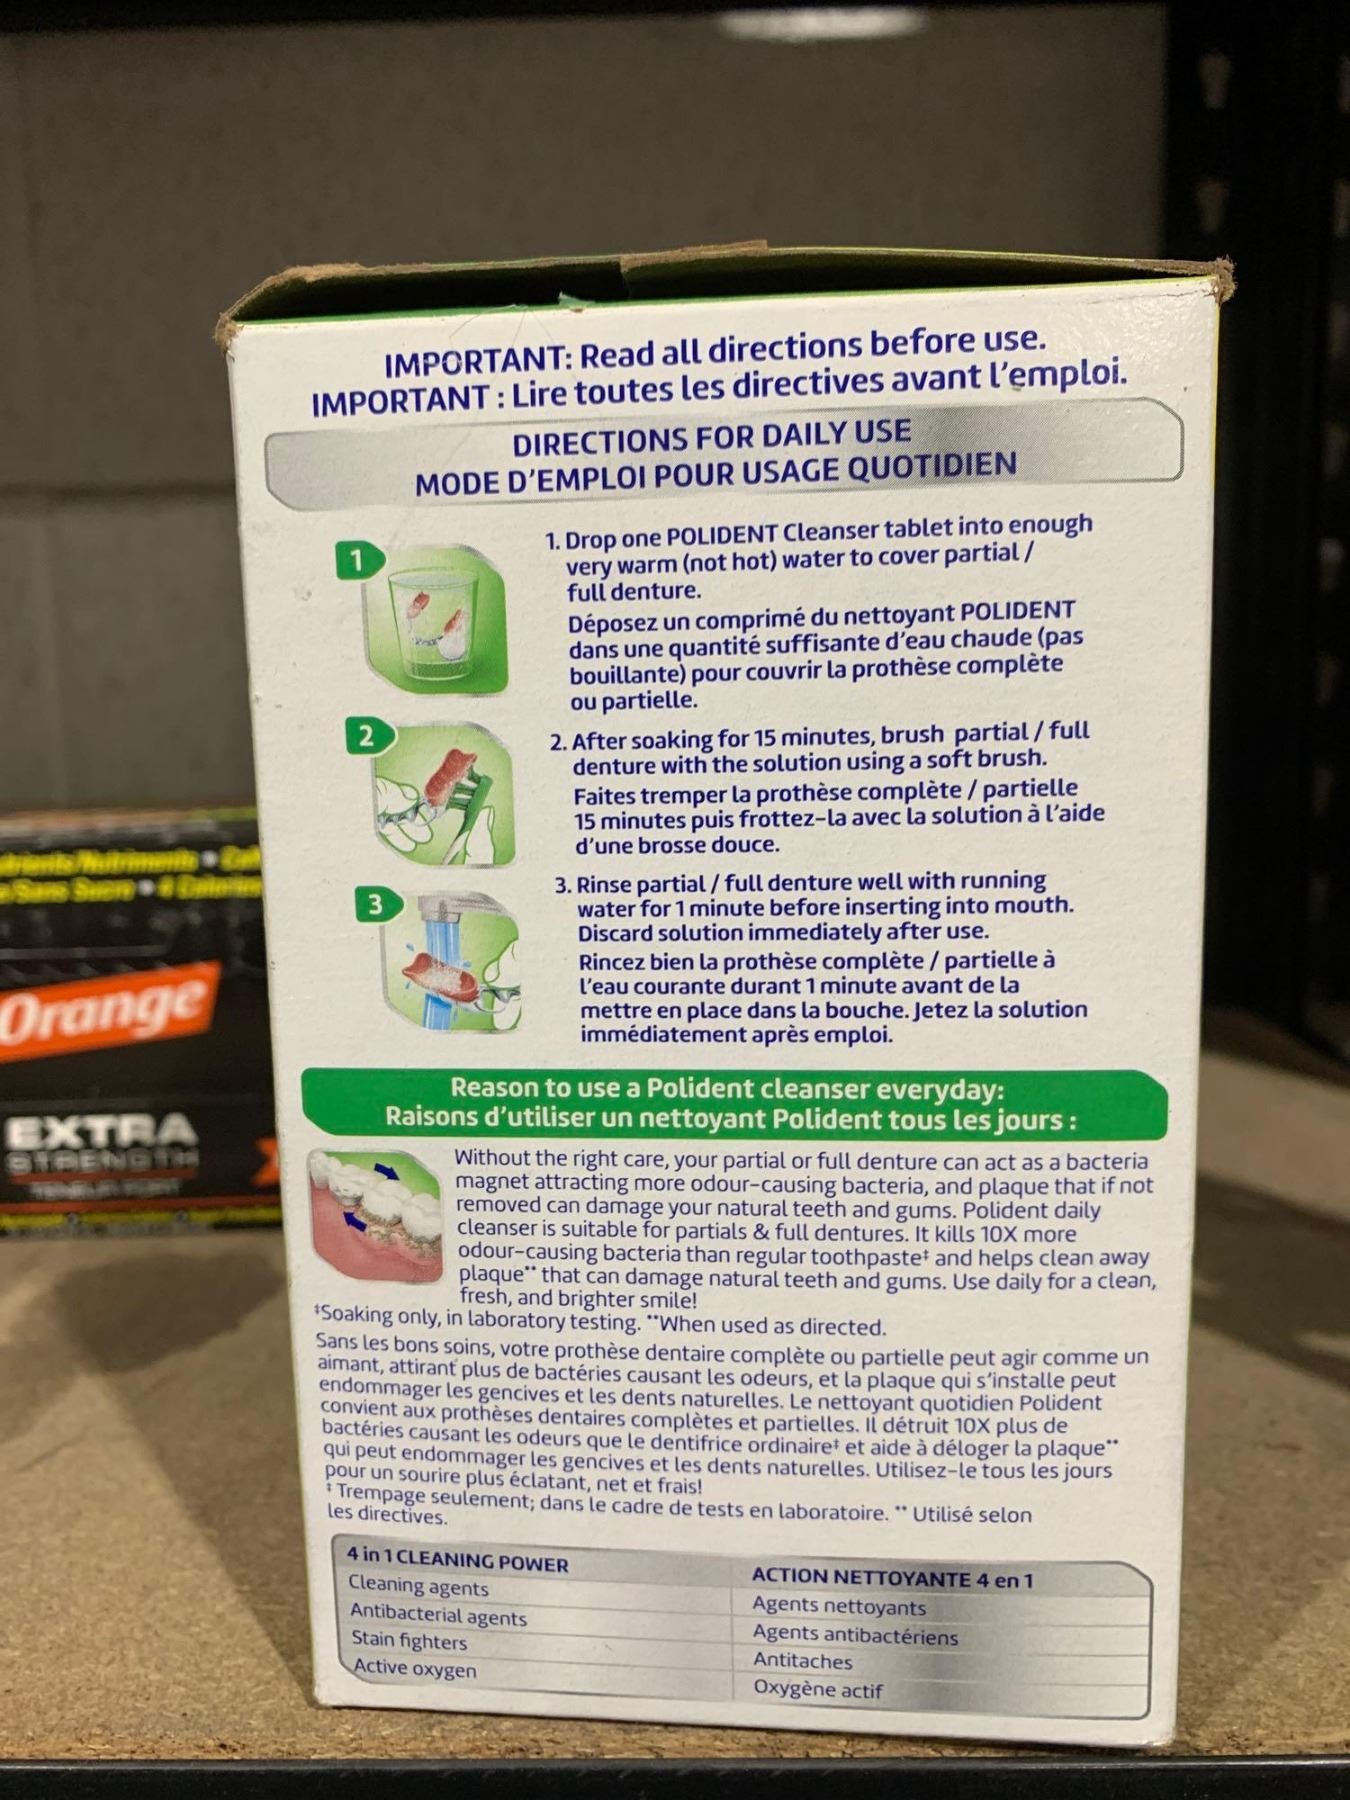 IMPORTANT: Read all directions before use.
IMPORTANT : Lire toutes les directives avant l'emploi.
DIRECTIONS FOR DAILY USE
MODE D'EMPLOI POUR USAGE QUOTIDIEN
1
1. Drop one POLIDENT Cleanser tablet into enough
very warm (not hot) water to cover partial /
full denture.
Déposez un comprimé du nettoyant POLIDENT
dans une quantité suffisante d'eau chaude (pas
bouillante) pour couvrir la prothèse complète
ou partielle.
2
2. After soaking for 15 minutes, brush partial / full
denture with the solution using a soft brush.
Faites tremper la prothèse complète / partielle
15 minutes puis frottez-la avec la solution à l'aide
d'une brosse douce.
3
3. Rinse partial / full denture well with running
water for 1 minute before inserting into mouth.
Discard solution immediately after use.
Rincez bien la prothèse complète / partielle à
l'eau courante durant 1 minute avant de la
mettre en place dans la bouche. Jetez la solution
immédiatement après emploi.
Reason to use a Polident cleanser everyday:
Raisons d'utiliser un nettoyant Polident tous les jours :
Without the right care, your partial or full denture can act as a bacteria
magnet attracting more odour-causing bacteria, and plaque that if not
removed can damage your natural teeth and gums. Polident daily
cleanser is suitable for partials & full dentures. It kills 10X more
odour-causing bacteria than regular toothpaste‡ and helps clean away
plaque** that can damage natural teeth and gums. Use daily for a clean,
fresh, and brighter smile!
‡Soaking only, in laboratory testing. **When used as directed.
Sans les bons soins, votre prothèse dentaire complète ou partielle peut agir comme un
aimant, attirant plus de bactéries causant les odeurs, et la plaque qui s'installe peut
endommager les gencives et les dents naturelles. Le nettoyant quotidien Polident
convient aux prothèses dentaires complètes et partielles. Il détruit 10X plus de
bactéries causant les odeurs que le dentifrice ordinaire‡ et aide à déloger la plaque**
qui peut endommager les gencives et les dents naturelles. Utilisez-le tous les jours
pour un sourire plus éclatant, net et frais!
‡ Trempage seulement; dans le cadre de tests en laboratoire. ** Utilisé selon
les directives.
4 in 1 CLEANING POWER
Cleaning agents
Antibacterial agents
Stain fighters
Active oxygen
ACTION NETTOYANTE 4 en 1
Agents nettoyants
Agents antibactériens
Antitaches
Oxygène actif
Orange
EXTRA
STRENGTH